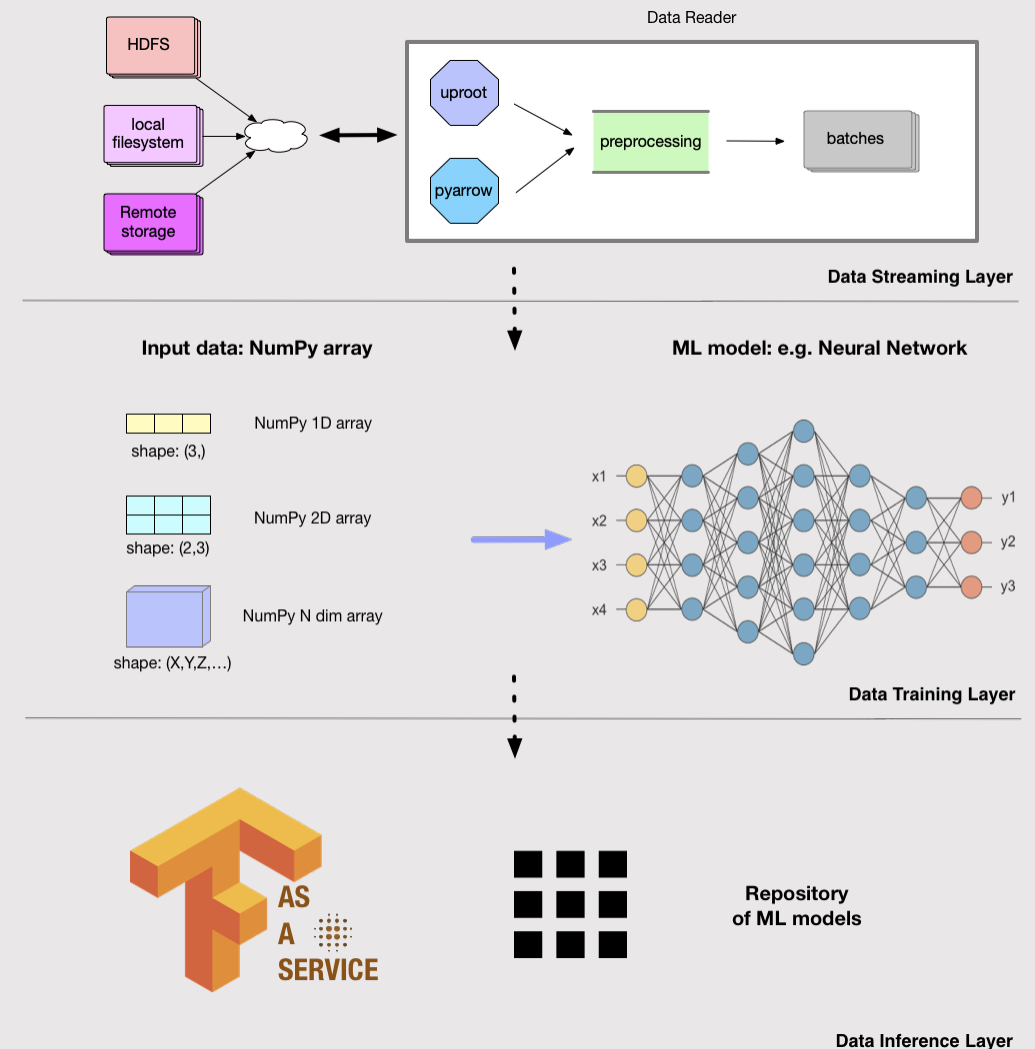 Data Reader
HDFS
local
filesystem
Remote
storage
uproot
pyarrow
preprocessing
batches
Data Streaming Layer
Input data: NumPy array
ML model: e.g. Neural Network
NumPy 1D array
shape: (3,)
NumPy 2D array
shape: (2,3)
NumPy N dim array
shape: (X,Y,Z,...)
x1
x2
x3
x4
y1
y2
y3
Data Training Layer
AS
A
SERVICE
Repository
of ML models
Data Inference Layer